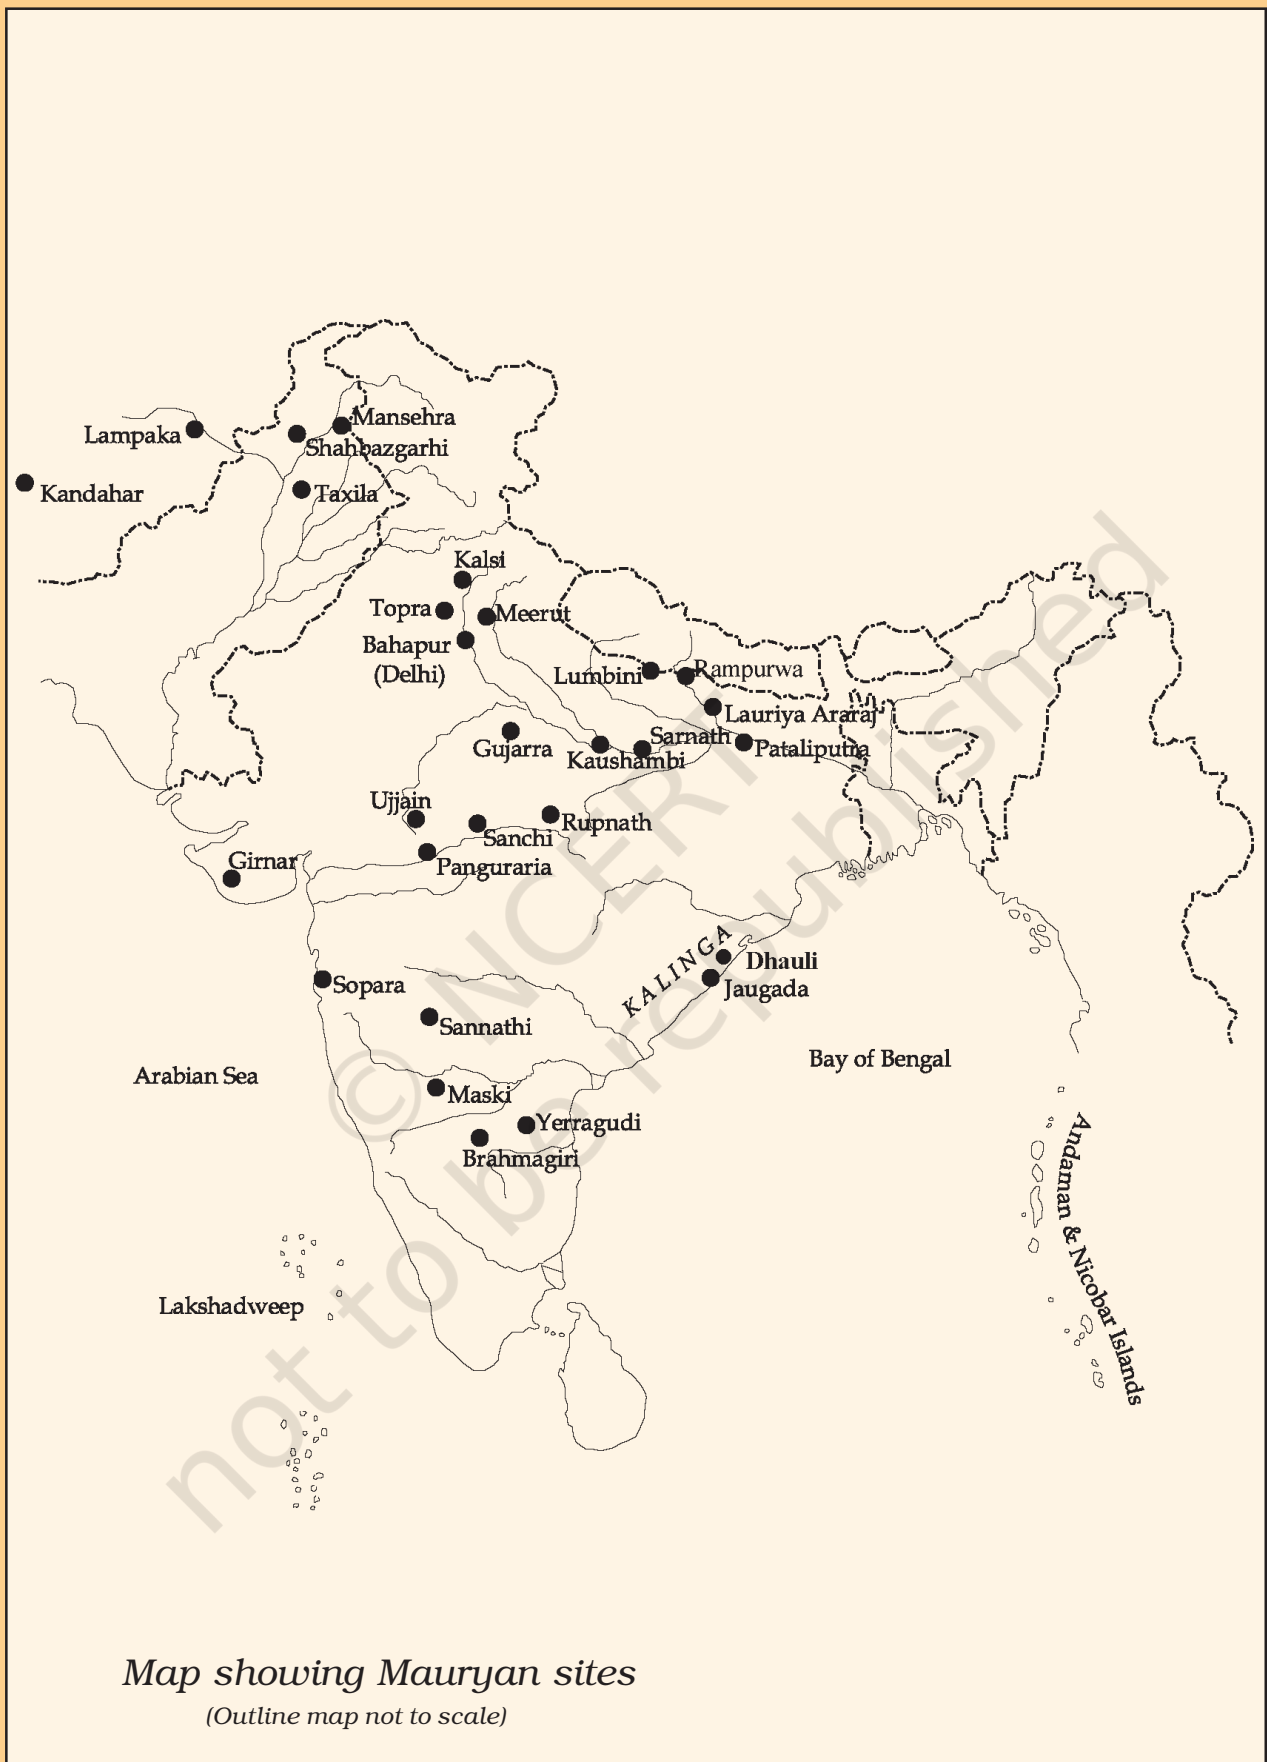 Mansehra
Lampaka
Shahbazgarhi
Kandahar
Taxila
Kalsi
Topra
Meerut
Bahapur
(Delhi)
Lumbini
Rampurwa
Lauriya Araraj
Sarnath
Gujarra
Kaushambi
Pataliputra
Ujjain
Rupnath
Sanchi
Girnar
Panguraria
KALINGA
Dhauli
Sopara
Jaugada
Sannathi
Bay of Bengal
Arabian Sea
Maski
Yerragudi
Brahmagiri
Andaman & Nicobar Islands
Lakshadweep
© NCERT
not to be republished
Map showing Mauryan sites
(Outline map not to scale)